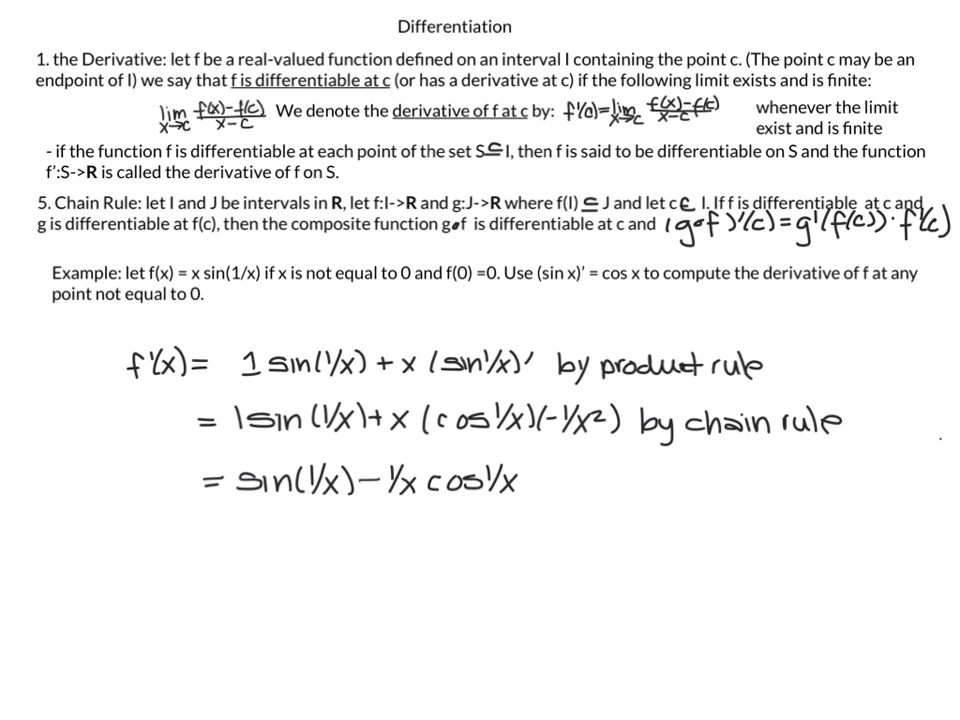 Differentiation
1. the Derivative: let f be a real-valued function defined on an interval I containing the point c. (The point c may be an
endpoint of I) we say that f is differentiable at c (or has a derivative at c) if the following limit exists and is finite:
lim x→c f(x)-f(c) / x-c We denote the derivative of f at c by: f'(a)=lim x→c f(x)-f(c) / x-c whenever the limit
exist and is finite
- if the function f is differentiable at each point of the set S⊆I, then f is said to be differentiable on S and the function
f':S->R is called the derivative of f on S.
5. Chain Rule: let I and J be intervals in R, let f:I->R and g:J->R where f(I) ⊆ J and let c ∈ I. If f is differentiable at c and
g is differentiable at f(c), then the composite function g∘f is differentiable at c and (g∘f)'(c)=g'(f(c))·f'(c)
Example: let f(x) = x sin(1/x) if x is not equal to 0 and f(0) =0. Use (sin x)' = cos x to compute the derivative of f at any
point not equal to 0.
f'(x)= 1 sin(1/x) + x (sin1/x)' by product rule
= 1sin(1/x)+ x (cos1/x)(-1/x²) by chain rule
= sin(1/x)-1/x cos1/x